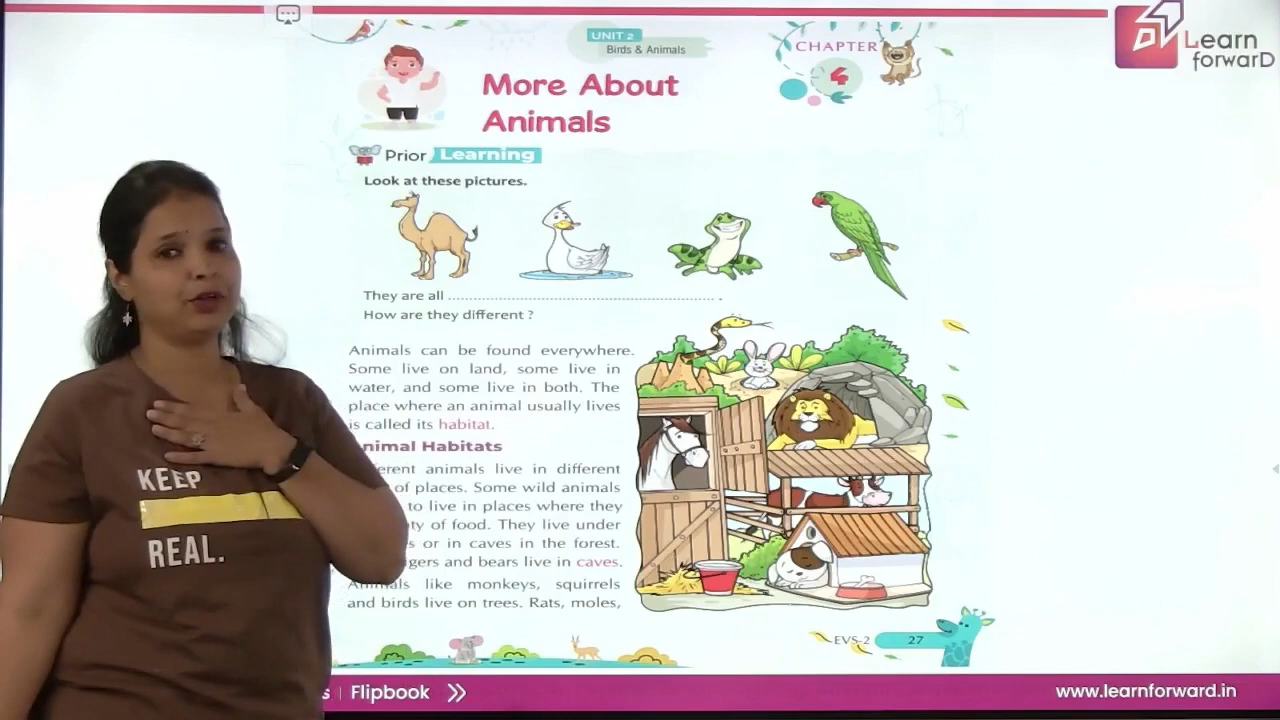 Learn
forwarD
UNIT 2
Birds & Animals
CHAPTER
4
More About
Animals
Prior Learning
Look at these pictures.
They are all ........................................................................ .
How are they different ?
Animals can be found everywhere.
Some live on land, some live in
water, and some live in both. The
place where an animal usually lives
is called its habitat.
nimal Habitats
erent animals live in different
of places. Some wild animals
to live in places where they
ty of food. They live under
s or in caves in the forest.
igers and bears live in caves.
Animals like monkeys, squirrels
and birds live on trees. Rats, moles,
EVS-2 27
KEEP
REAL.
s | Flipbook
www.learnforward.in